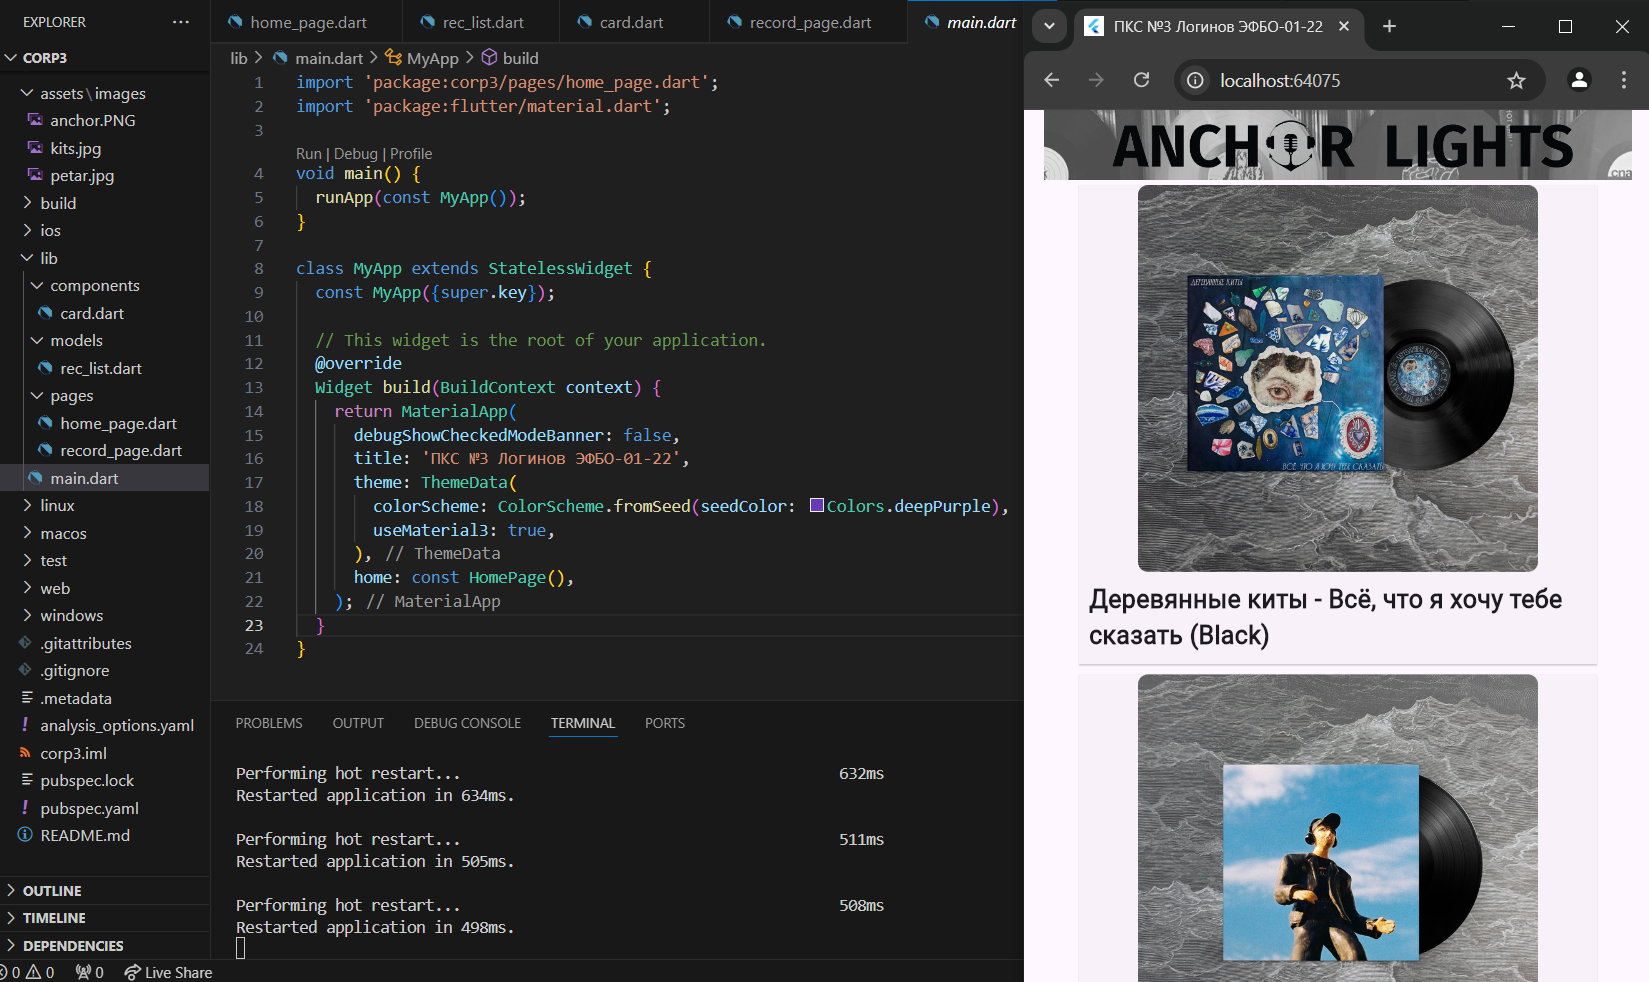 EXPLORER
CORP3
assets\images
anchor.PNG
kits.jpg
petar.jpg
build
ios
lib
components
card.dart
models
rec_list.dart
pages
home_page.dart
record_page.dart
main.dart
linux
macos
test
web
windows
.gitattributes
.gitignore
.metadata
analysis_options.yaml
corp3.iml
pubspec.lock
pubspec.yaml
README.md
OUTLINE
TIMELINE
DEPENDENCIES
0 0 0 Live Share
home_page.dart rec_list.dart card.dart record_page.dart main.dart
lib > main.dart > MyApp > build
1 import 'package:corp3/pages/home_page.dart';
2 import 'package:flutter/material.dart';
3
Run | Debug | Profile
4 void main() {
5 runApp(const MyApp());
6 }
7
8 class MyApp extends StatelessWidget {
9 const MyApp({super.key});
10
11 // This widget is the root of your application.
12 @override
13 Widget build(BuildContext context) {
14 return MaterialApp(
15 debugShowCheckedModeBanner: false,
16 title: 'ПКС №3 Логинов ЭФБО-01-22',
17 theme: ThemeData(
18 colorScheme: ColorScheme.fromSeed(seedColor: Colors.deepPurple),
19 useMaterial3: true,
20 ), // ThemeData
21 home: const HomePage(),
22 ); // MaterialApp
23 }
24 }
PROBLEMS OUTPUT DEBUG CONSOLE TERMINAL PORTS
Performing hot restart... 632ms
Restarted application in 634ms.
Performing hot restart... 511ms
Restarted application in 505ms.
Performing hot restart... 508ms
Restarted application in 498ms.
ПКС №3 Логинов ЭФБО-01-22
localhost:64075
ANCHOR LIGHTS
ДЕРЕВЯННЫЕ КИТЫ
ВСЁ, ЧТО Я ХОЧУ ТЕБЕ СКАЗАТЬ
Деревянные киты - Всё, что я хочу тебе
сказать (Black)